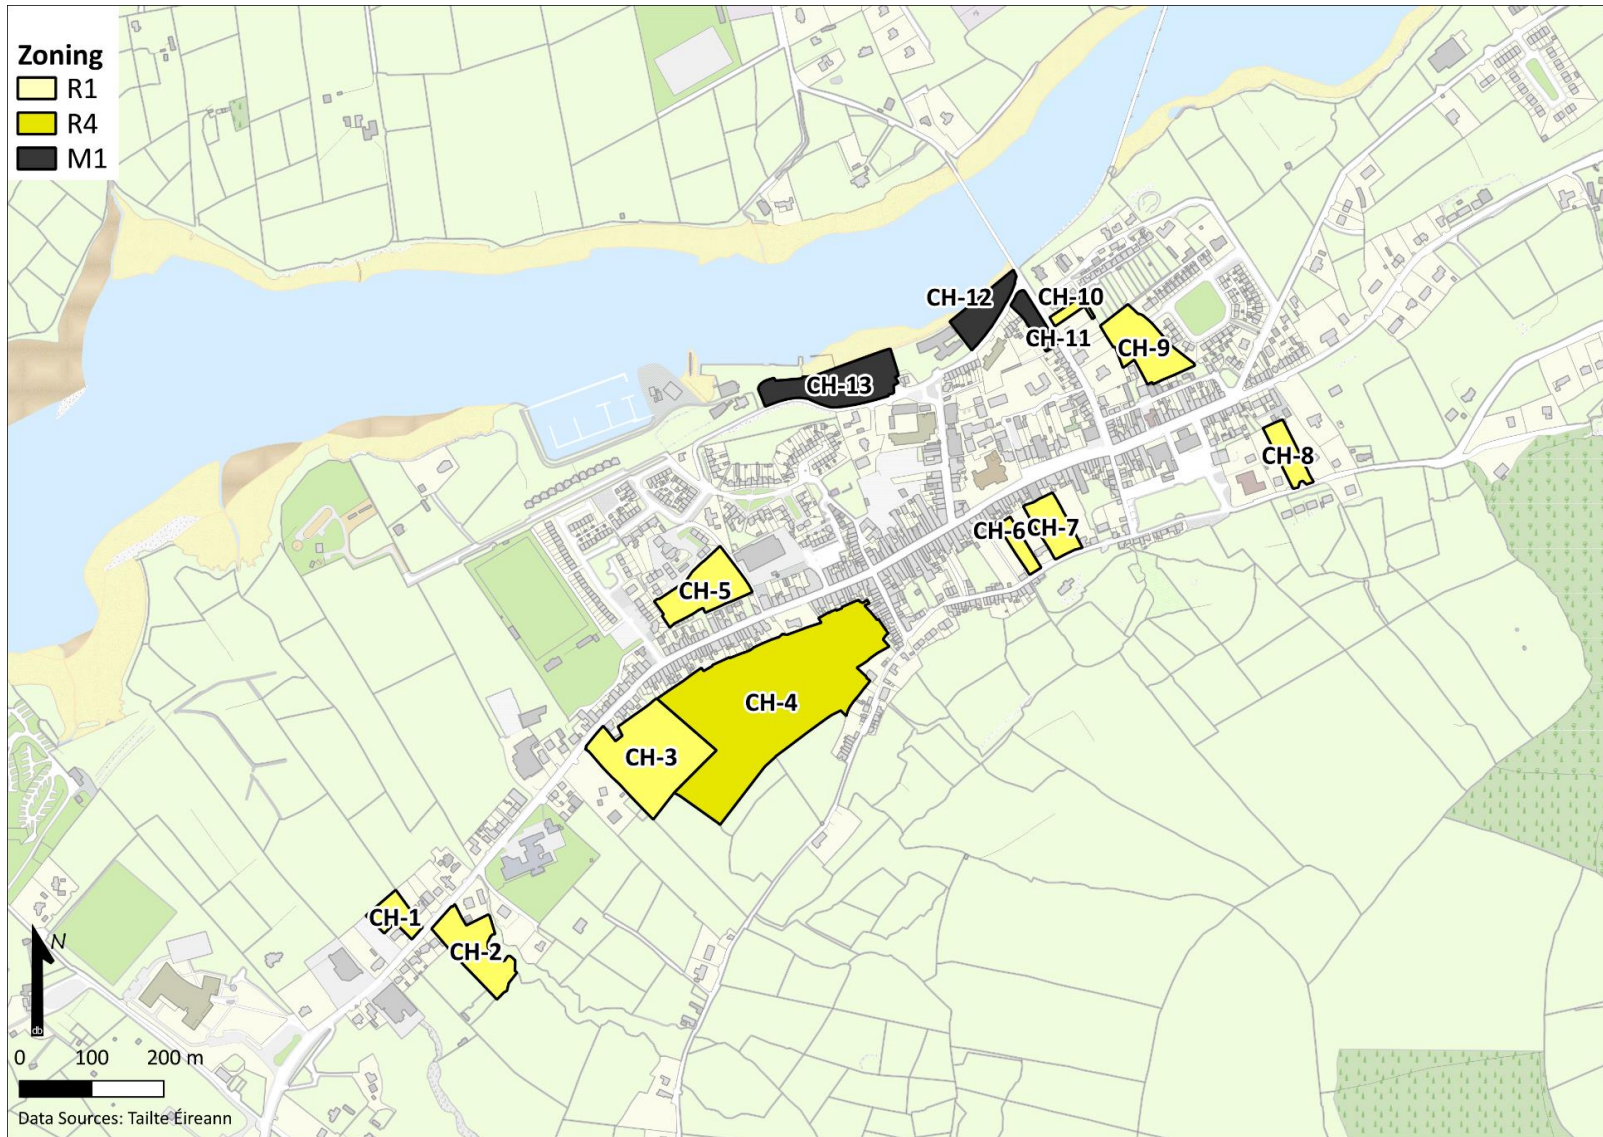 Zoning
R1
R4
M1
CH-12
CH-10
CH-11
CH-9
CH-13
CH-8
CH-6
CH-7
CH-5
CH-4
CH-3
CH-1
CH-2
N
db
0 100 200 m
Data Sources: Tailte Éireann